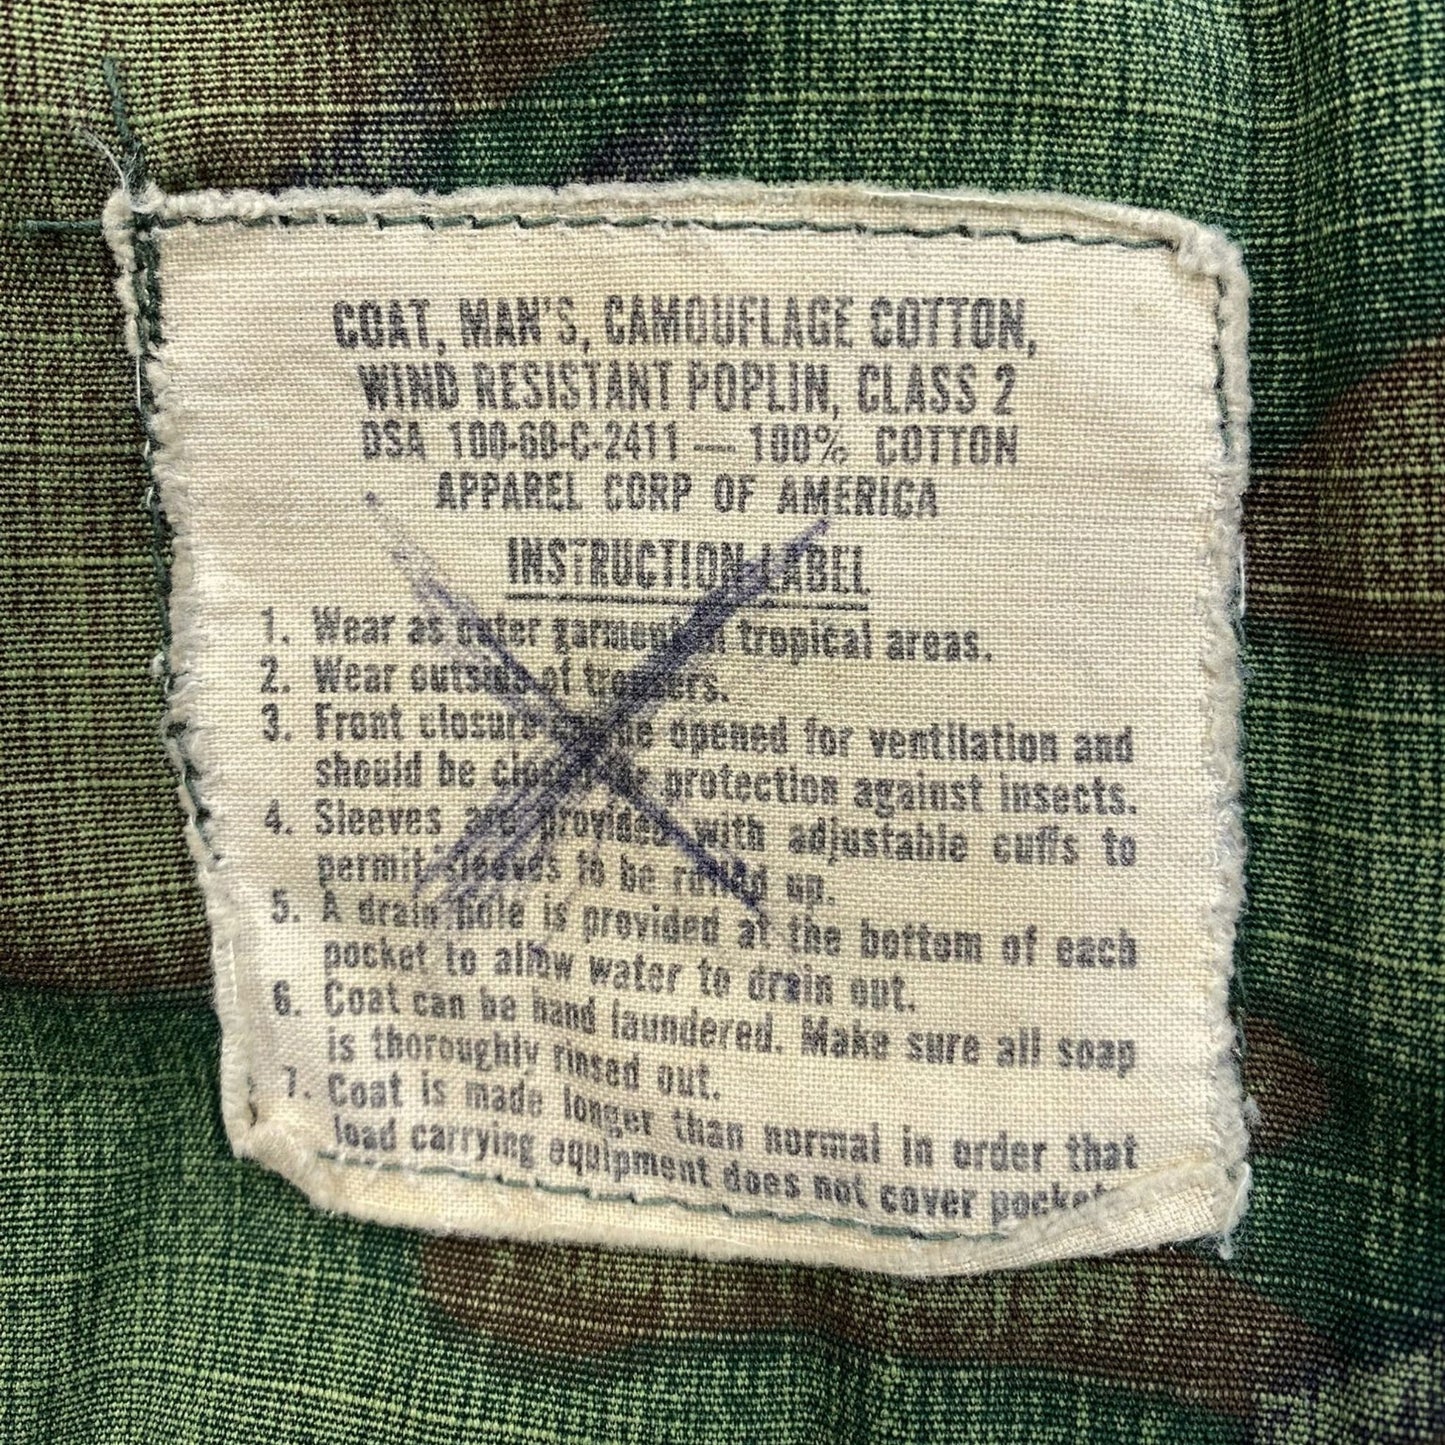 COAT, MAN'S, CAMOUFLAGE COTTON,
WIND RESISTANT POPLIN, CLASS 2
DSA 100-68-C-2411 — 100% COTTON
APPAREL CORP OF AMERICA
INSTRUCTION LABEL
1. Wear as outer garment in tropical areas.
2. Wear outside of trousers.
3. Front closure can be opened for ventilation and
should be closed for protection against insects.
4. Sleeves are provided with adjustable cuffs to
permit sleeves to be rolled up.
5. A drain hole is provided at the bottom of each
pocket to allow water to drain out.
6. Coat can be hand laundered. Make sure all soap
is thoroughly rinsed out.
7. Coat is made longer than normal in order that
load carrying equipment does not cover pockets.